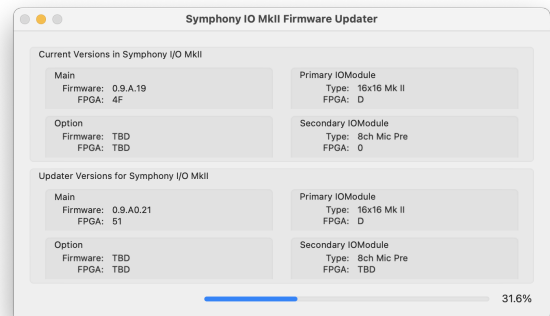 Symphony IO MkII Firmware Updater
Current Versions in Symphony I/O MkII
Main
Firmware: 0.9.A.19
FPGA: 4F
Primary IOModule
Type: 16x16 Mk II
FPGA: D
Option
Firmware: TBD
FPGA: TBD
Secondary IOModule
Type: 8ch Mic Pre
FPGA: 0
Updater Versions for Symphony I/O MkII
Main
Firmware: 0.9.A0.21
FPGA: 51
Primary IOModule
Type: 16x16 Mk II
FPGA: D
Option
Firmware: TBD
FPGA: TBD
Secondary IOModule
Type: 8ch Mic Pre
FPGA: TBD
31.6%